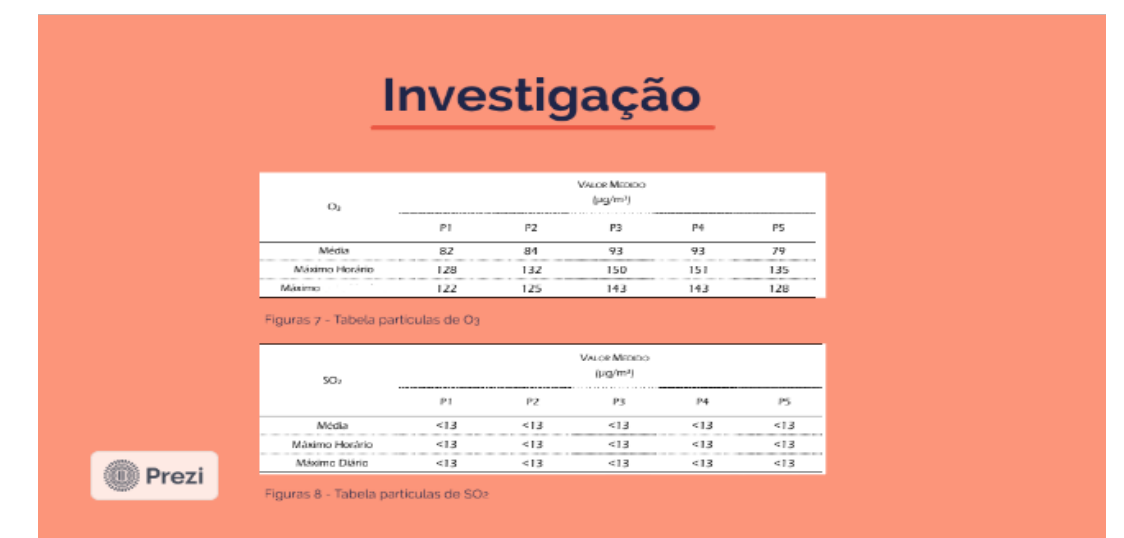 Investigação
VALOR MEDIDO
(µg/m³)
O₃
P1 P2 P3 P4 P5
Média 82 84 93 93 79
Máximo Horário 128 132 150 151 135
Máximo 122 125 143 143 128
Figuras 7 - Tabela particulas de O3
VALOR MEDIDO
(µg/m³)
SO₂
P1 P2 P3 P4 P5
Média <13 <13 <13 <13 <13
Máximo Horário <13 <13 <13 <13 <13
Máximo Diário <13 <13 <13 <13 <13
Prezi
Figuras 8 - Tabela particulas de SO2